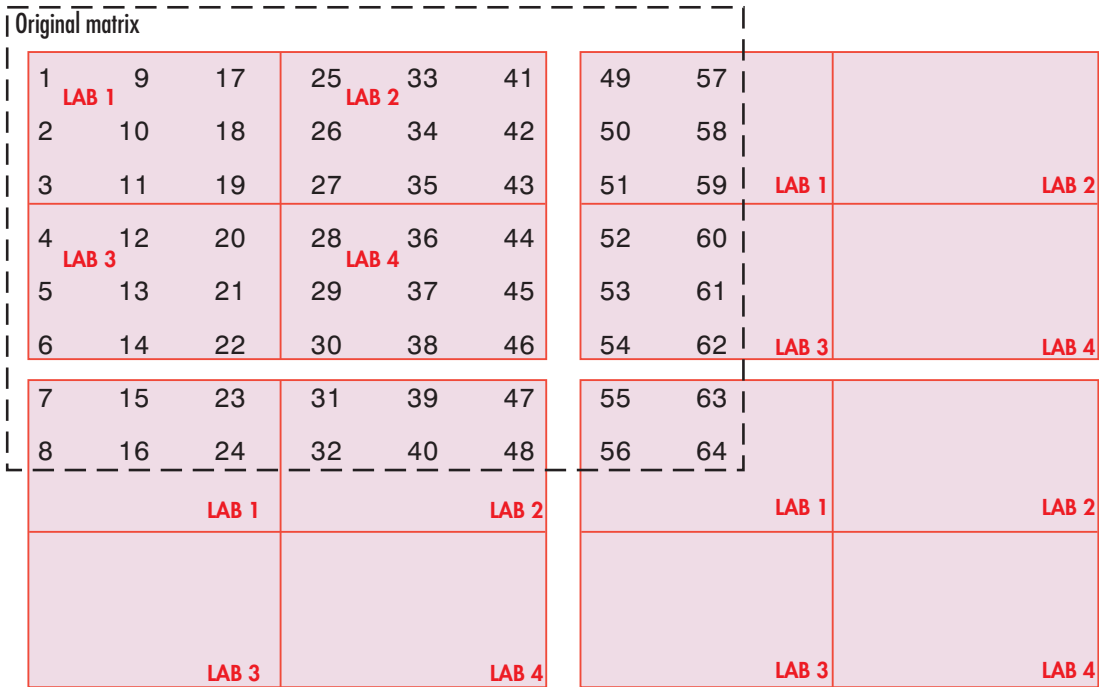 Original matrix
1 9 17 25 33 41 49 57
LAB 1 LAB 2
2 10 18 26 34 42 50 58
3 11 19 27 35 43 51 59 LAB 1 LAB 2
4 12 20 28 36 44 52 60
LAB 3 LAB 4
5 13 21 29 37 45 53 61
6 14 22 30 38 46 54 62 LAB 3 LAB 4
7 15 23 31 39 47 55 63
8 16 24 32 40 48 56 64
LAB 1 LAB 2 LAB 1 LAB 2
LAB 3 LAB 4 LAB 3 LAB 4